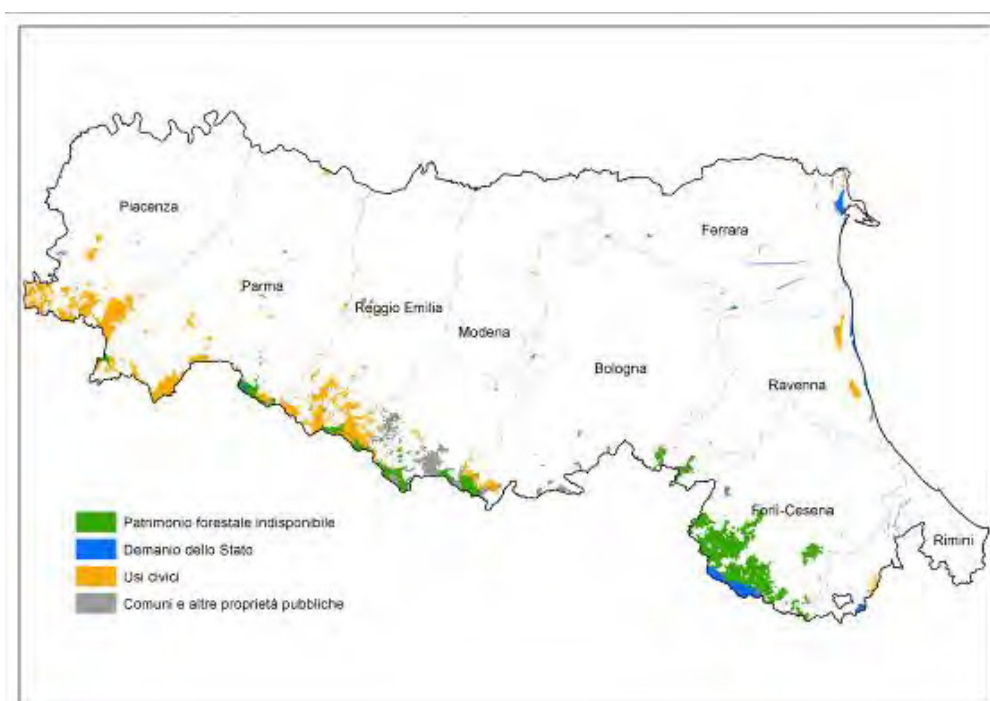 Piacenza
Ferrara
Parma
Reggio Emilia
Modena
Bologna
Ravenna
Forlì-Cesena
Rimini
Patrimonio forestale indisponibile
Demanio dello Stato
Usi civici
Comuni e altre proprietà pubbliche